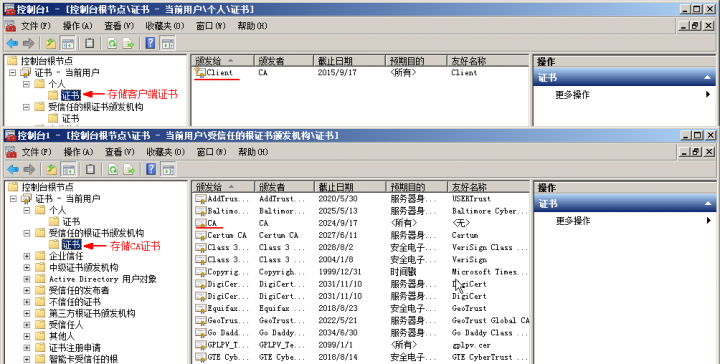 控制台1 - [控制台根节点\证书 - 当前用户\个人\证书]
文件(F) 操作(A) 查看(V) 收藏夹(O) 窗口(W) 帮助(H)
控制台根节点
证书 - 当前用户
个人
证书
存储客户端证书
受信任的根证书颁发机构
证书
颁发给 颁发者 截止日期 预期目的 友好名称
Client CA 2015/9/17 <所有> Client
操作
证书
更多操作
控制台1 - [控制台根节点\证书 - 当前用户\受信任的根证书颁发机构\证书]
文件(F) 操作(A) 查看(V) 收藏夹(O) 窗口(W) 帮助(H)
控制台根节点
证书 - 当前用户
个人
证书
受信任的根证书颁发机构
证书
存储CA证书
企业信任
中级证书颁发机构
Active Directory 用户对象
受信任的发布者
不信任的证书
第三方根证书颁发机构
受信任人
其他人
证书注册申请
智能卡受信任的根
颁发给 颁发者 截止日期 预期目的 友好名称
AddTrus... AddTrust... 2020/5/30 服务器身... USERTrust
Baltimo... Baltimor... 2025/5/13 服务器身... Baltimore Cyber...
CA CA 2024/9/17 <所有> <无>
Certum CA Certum CA 2027/6/11 服务器身... Certum
Class 3 ... Class 3 ... 2028/8/2 安全电子... VeriSign Class ...
Class 3 ... Class 3 ... 2004/1/8 安全电子... VeriSign
Copyrig... Copyrigh... 1999/12/31 时间戳 Microsoft Times...
DigiCer... DigiCert... 2031/11/10 服务器身... DigiCert
DigiCer... DigiCert... 2031/11/10 服务器身... DigiCert
Equifax ... Equifax ... 2018/8/23 安全电子... GeoTrust
GeoTrus... GeoTrust... 2022/5/21 服务器身... GeoTrust Global CA
Go Dadd... Go Daddy... 2034/6/30 服务器身... Go Daddy Class ...
GPLPV_T... GPLPV_Te... 2099/1/1 <所有> gplpv.cer
GTE Cyb... GTE Cybe... 2018/8/14 安全电子... GTE CyberTrust
操作
证书
更多操作